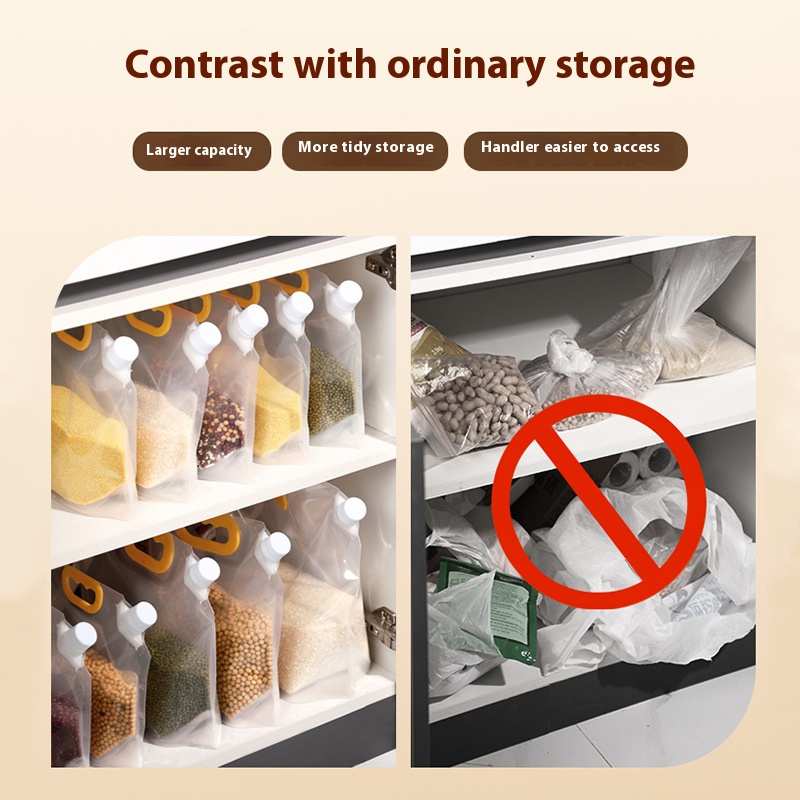 Contrast with ordinary storage
Larger capacity
More tidy storage
Handler easier to access